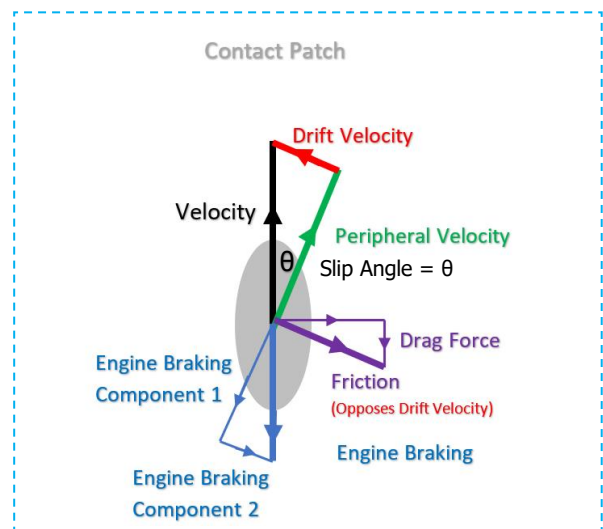 Contact Patch
Drift Velocity
Velocity
Peripheral Velocity
θ
Slip Angle = θ
Drag Force
Engine Braking
Component 1
Friction
(Opposes Drift Velocity)
Engine Braking
Engine Braking
Component 2